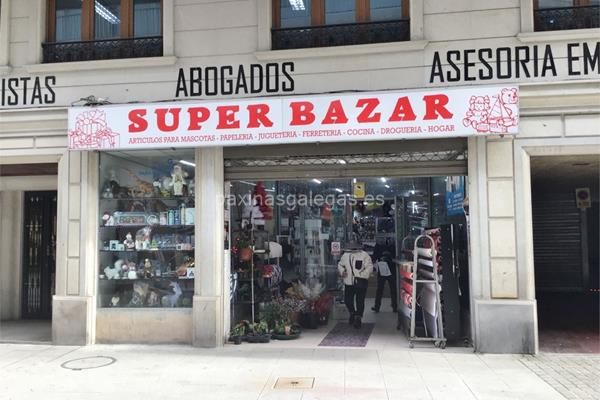 ISTAS
ABOGADOS
ASESORIA EM
SUPER BAZAR
ARTICULOS PARA MASCOTAS - PAPELERIA - JUGUETERIA - FERRETERIA - COCINA - DROGUERIA - HOGAR
paxinasgalegas.es